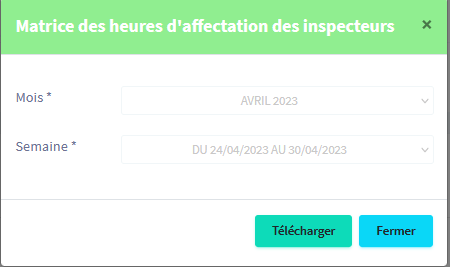 Matrice des heures d'affectation des inspecteurs ×
Mois * AVRIL 2023
Semaine * DU 24/04/2023 AU 30/04/2023
Télécharger Fermer